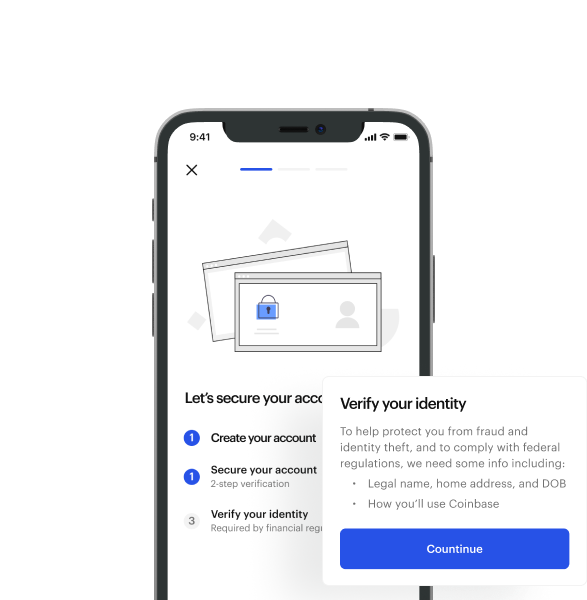 9:41
Let's secure your acco
1 Create your account
1 Secure your account
2-step verification
3 Verify your identity
Required by financial regu
Verify your identity
To help protect you from fraud and
identity theft, and to comply with federal
regulations, we need some info including:
• Legal name, home address, and DOB
• How you'll use Coinbase
Countinue